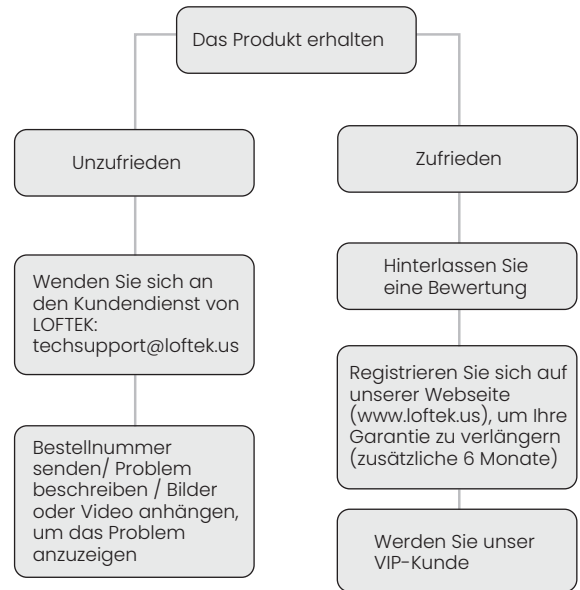 Das Produkt erhalten
Unzufrieden
Wenden Sie sich an
den Kundendienst von
LOFTEK:
techsupport@loftek.us
Bestellnummer
senden/ Problem
beschreiben / Bilder
oder Video anhängen,
um das Problem
anzuzeigen
Zufrieden
Hinterlassen Sie
eine Bewertung
Registrieren Sie sich auf
unserer Webseite
(www.loftek.us), um Ihre
Garantie zu verlängern
(zusätzliche 6 Monate)
Werden Sie unser
VIP-Kunde